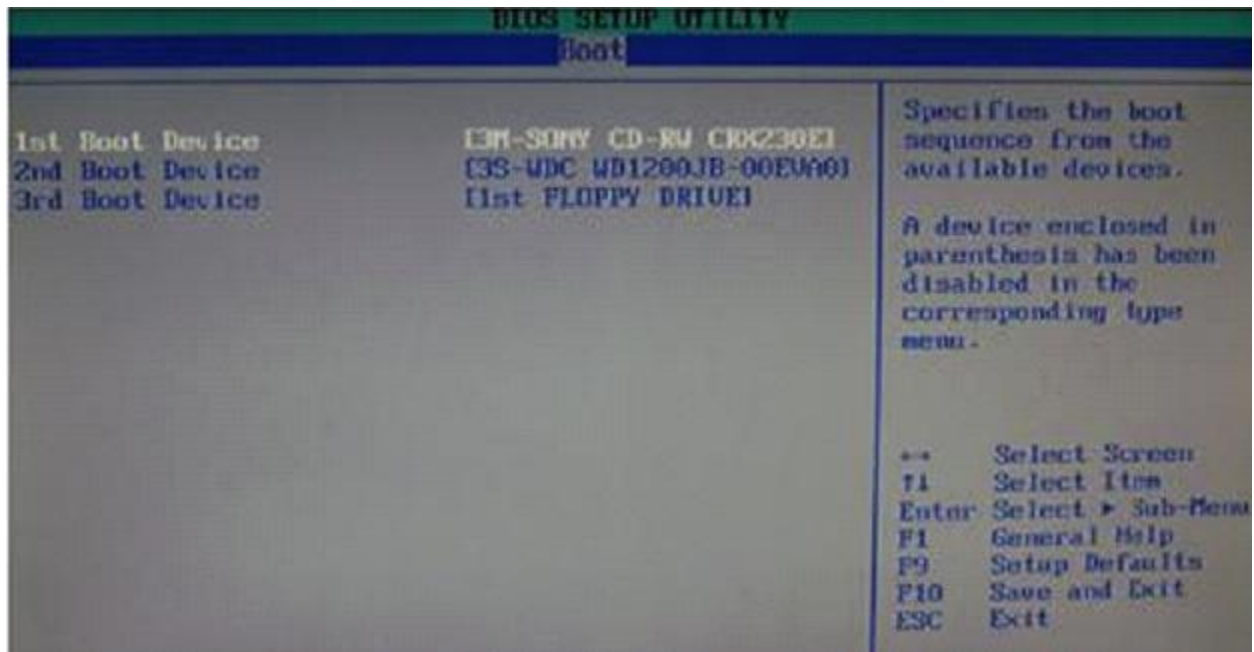 BIOS SETUP UTILITY
Boot
1st Boot Device [3M-SONY CD-RW CRX230E]
2nd Boot Device [3S-WDC WD1200JB-00EVA0]
3rd Boot Device [1st FLOPPY DRIVE]
Specifies the boot
sequence from the
available devices.
A device enclosed in
parenthesis has been
disabled in the
corresponding type
menu.
←→ Select Screen
↑↓ Select Item
Enter Select ► Sub-Menu
F1 General Help
F9 Setup Defaults
F10 Save and Exit
ESC Exit